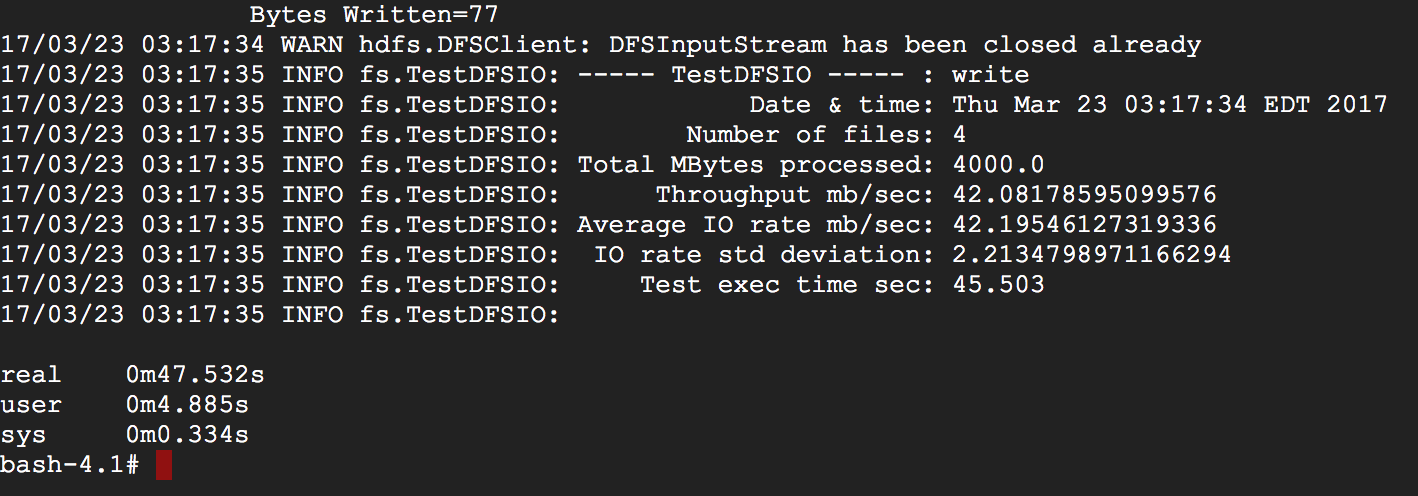 Bytes Written=77
17/03/23 03:17:34 WARN hdfs.DFSClient: DFSInputStream has been closed already
17/03/23 03:17:35 INFO fs.TestDFSIO: ----- TestDFSIO ----- : write
17/03/23 03:17:35 INFO fs.TestDFSIO:            Date & time: Thu Mar 23 03:17:34 EDT 2017
17/03/23 03:17:35 INFO fs.TestDFSIO:        Number of files: 4
17/03/23 03:17:35 INFO fs.TestDFSIO: Total MBytes processed: 4000.0
17/03/23 03:17:35 INFO fs.TestDFSIO:      Throughput mb/sec: 42.08178595099576
17/03/23 03:17:35 INFO fs.TestDFSIO: Average IO rate mb/sec: 42.19546127319336
17/03/23 03:17:35 INFO fs.TestDFSIO:  IO rate std deviation: 2.2134798971166294
17/03/23 03:17:35 INFO fs.TestDFSIO:     Test exec time sec: 45.503
17/03/23 03:17:35 INFO fs.TestDFSIO:
real    0m47.532s
user    0m4.885s
sys     0m0.334s
bash-4.1#